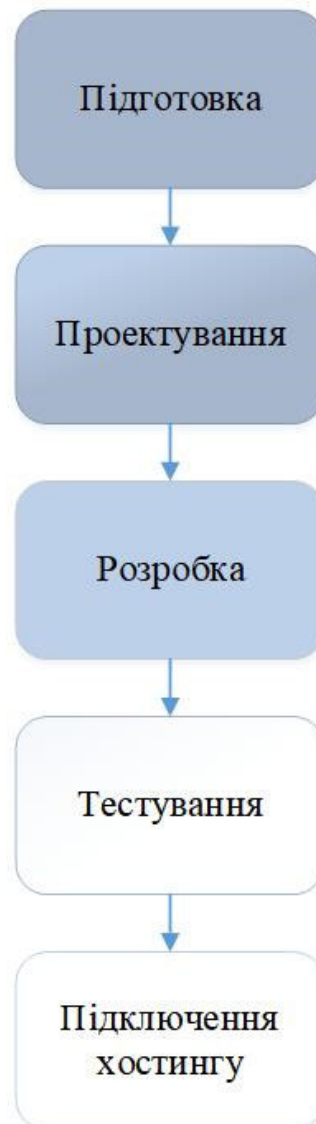 Підготовка
Проектування
Розробка
Тестування
Підключення
хостингу